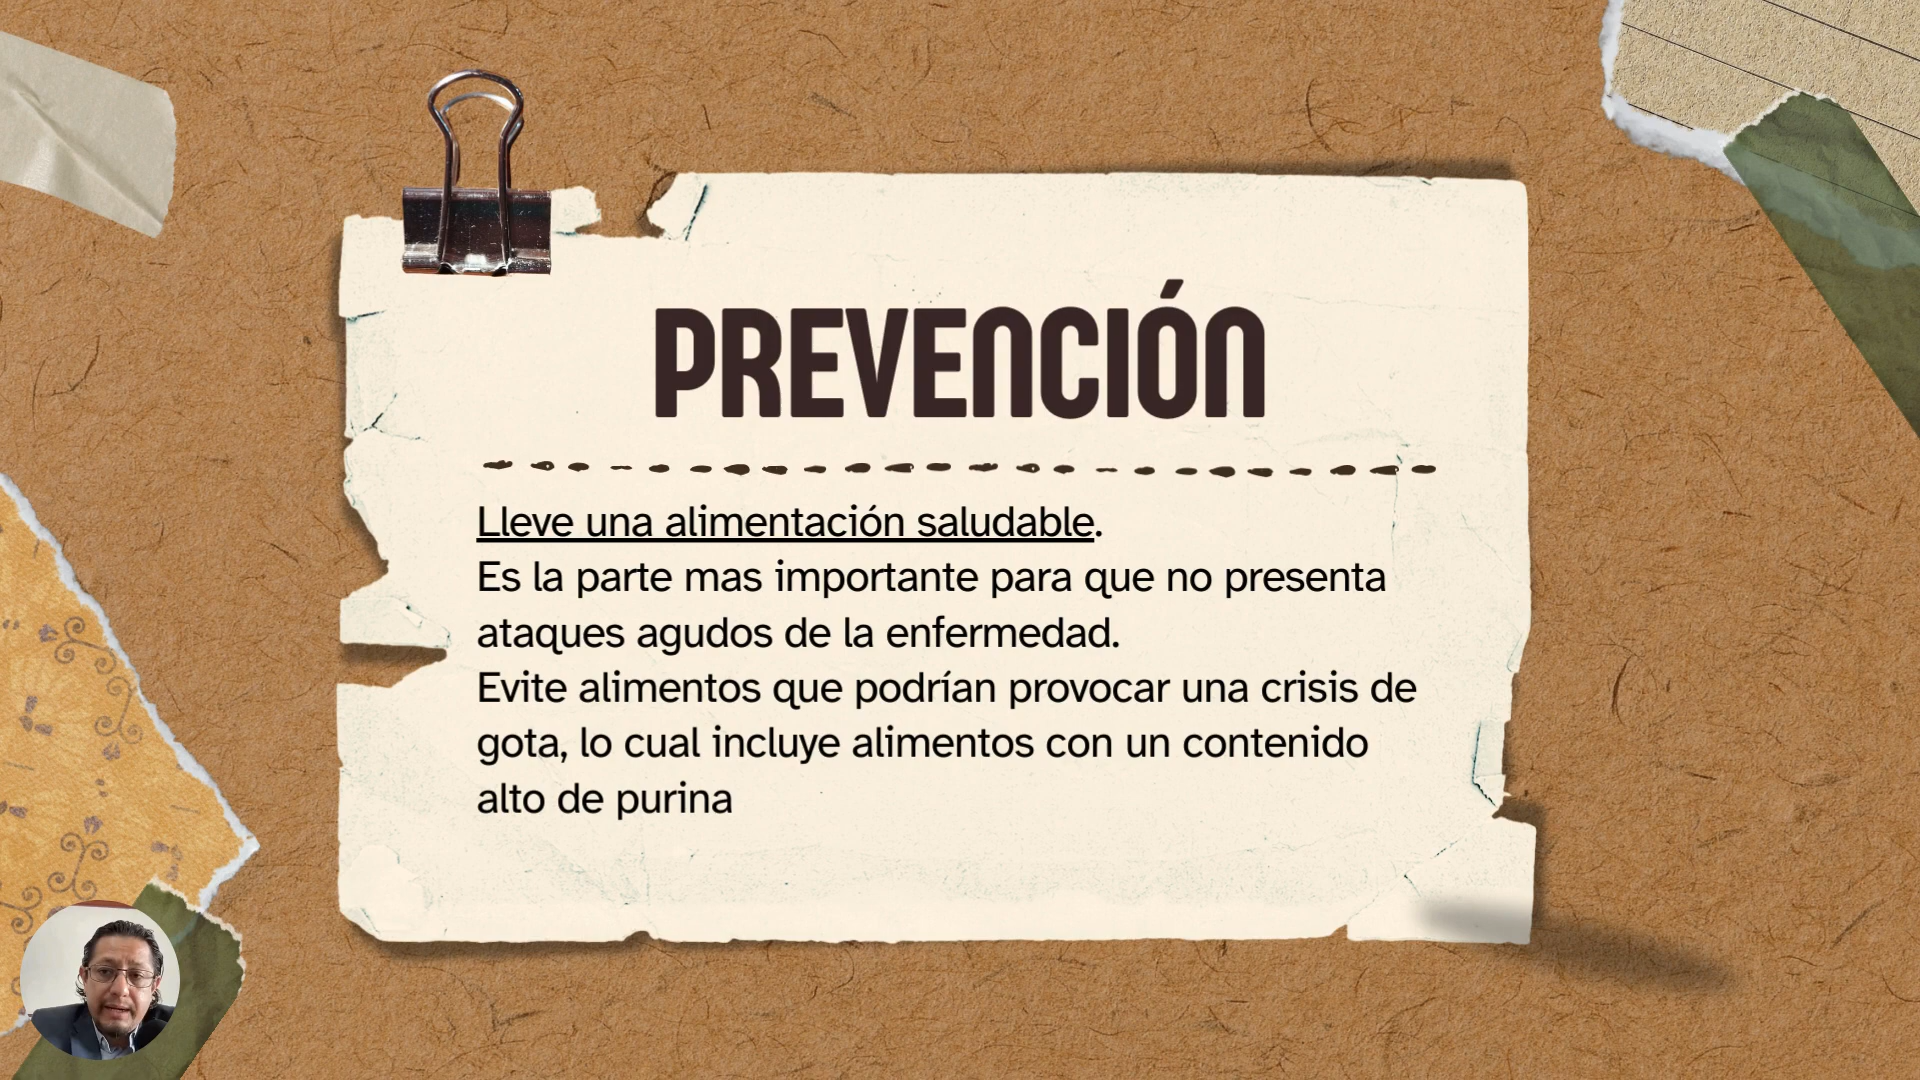 PREVENCIÓN
Lleve una alimentación saludable.
Es la parte mas importante para que no presenta
ataques agudos de la enfermedad.
Evite alimentos que podrían provocar una crisis de
gota, lo cual incluye alimentos con un contenido
alto de purina